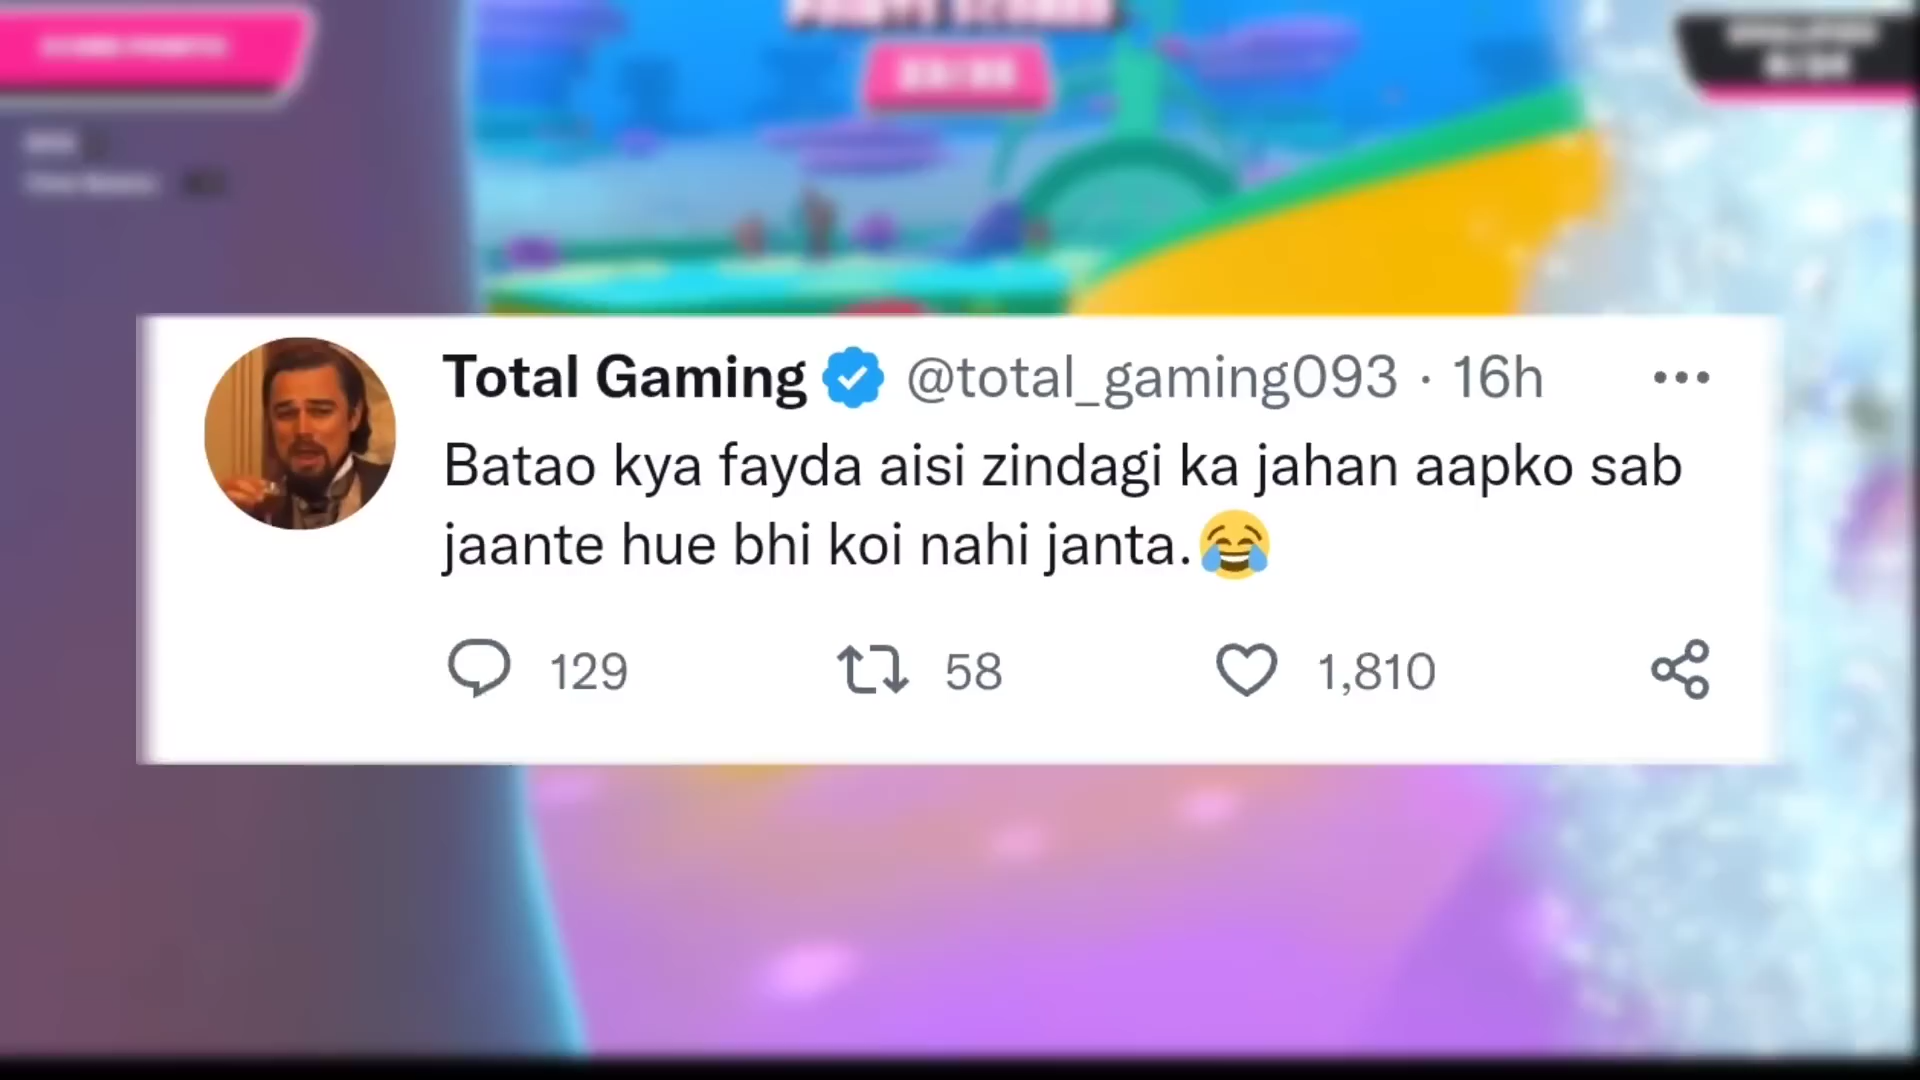 Total Gaming @total_gaming093 · 16h
Batao kya fayda aisi zindagi ka jahan aapko sab
jaante hue bhi koi nahi janta.😂
129 58 1,810